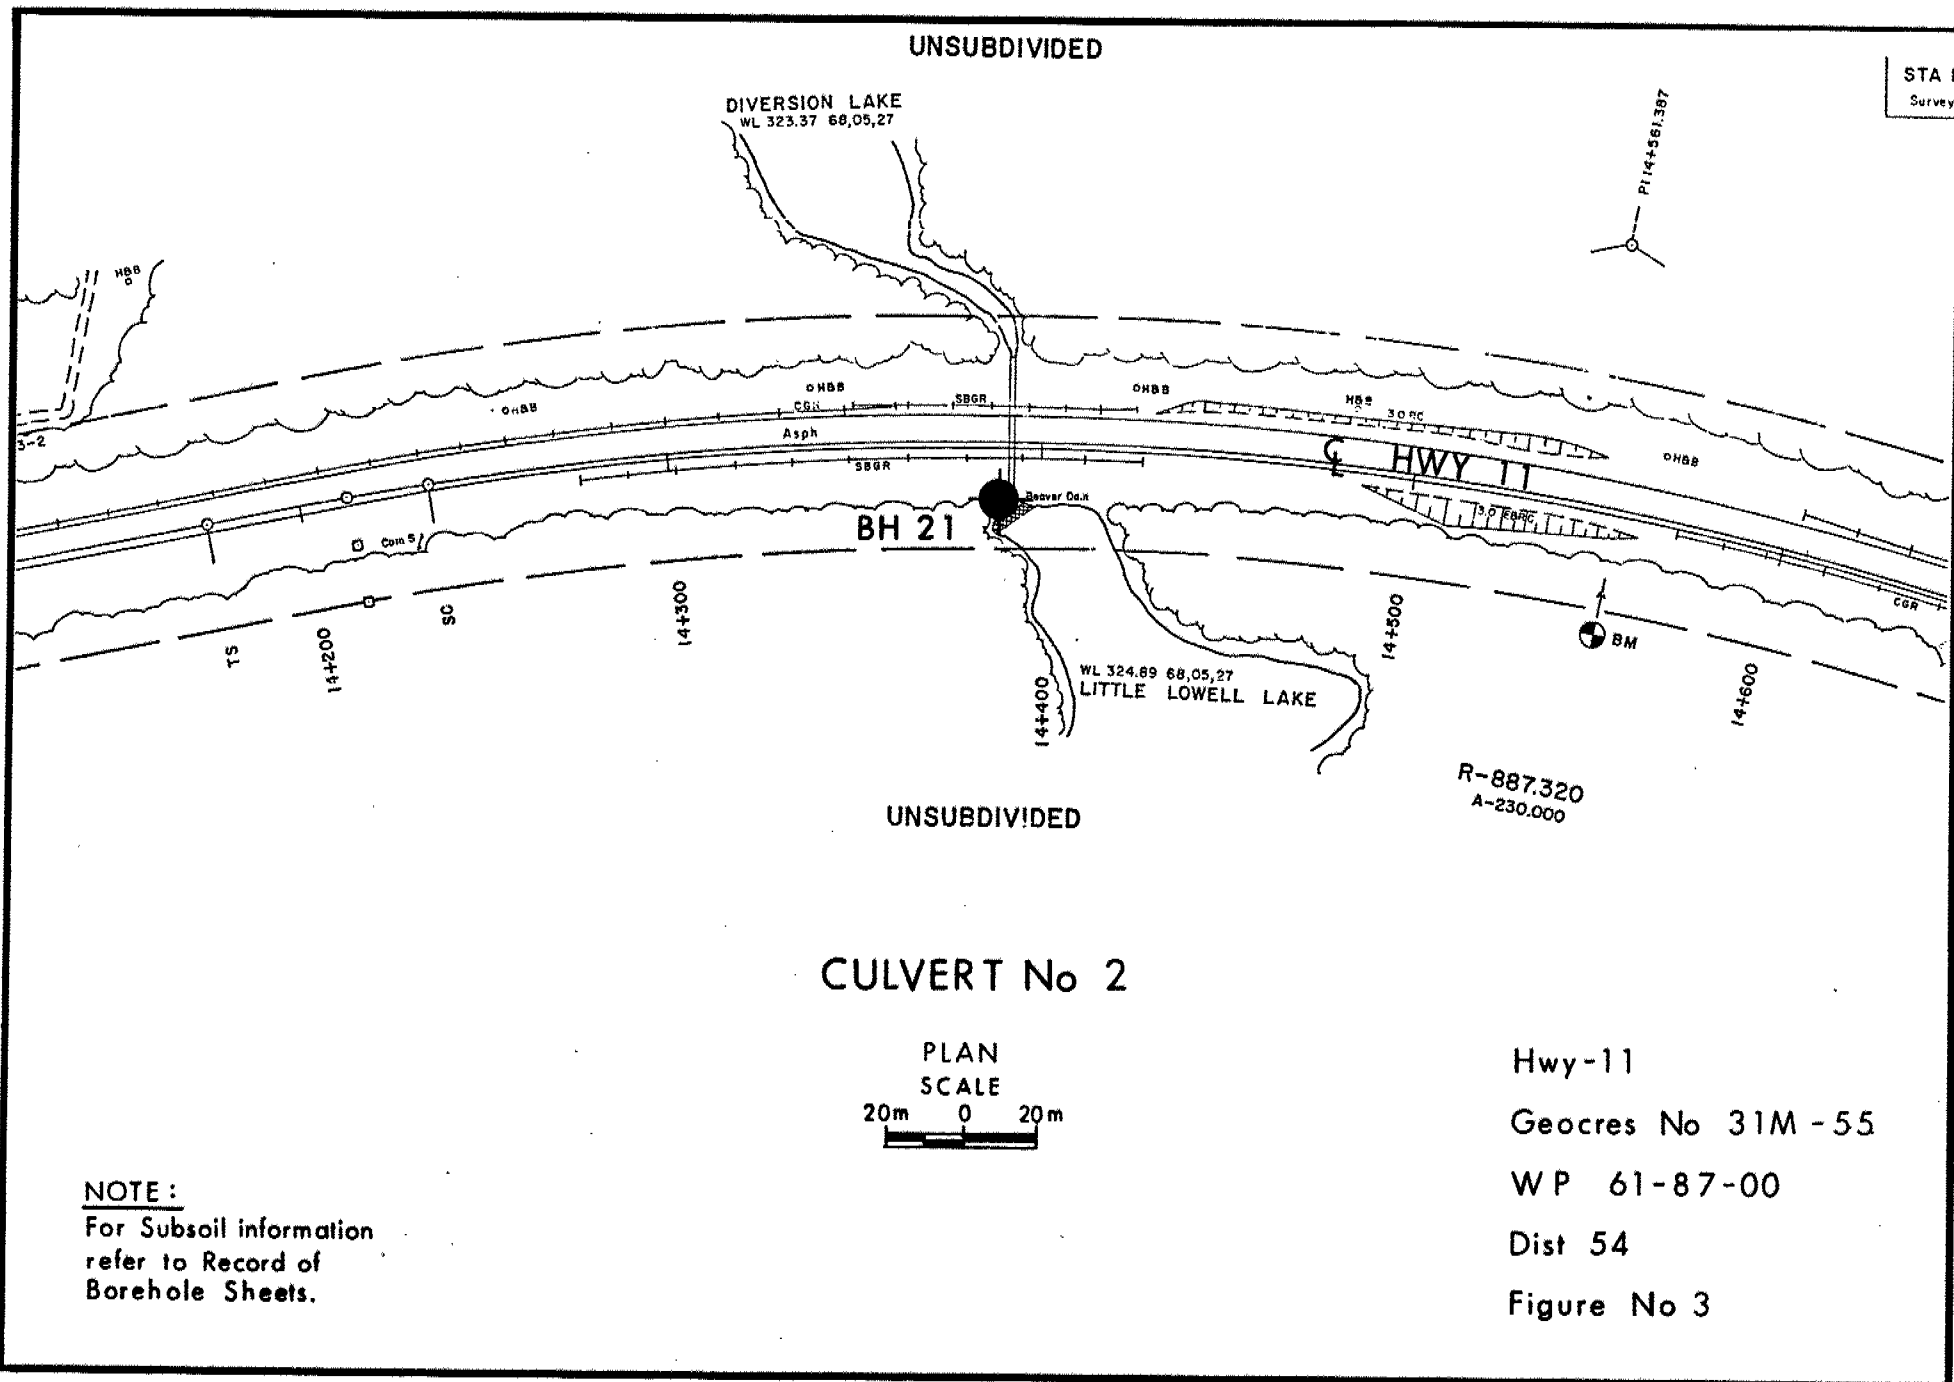 UNSUBDIVIDED
STA
Survey
DIVERSION LAKE
WL 323.37 68,05,27
PI 14+561.387
HBB
HBB
HBB
HBB
HBB
HBB
3-2
CGR
SBGR
3.0 RC
Asph
SBGR
℄ HWY 11
Beaver Dam
BH 21
3.0 EBRC
Com 5
CGR
TS
14+200
SC
14+300
14+400
14+500
BM
14+600
WL 324.89 68,05,27
LITTLE LOWELL LAKE
R-887.320
A-230.000
UNSUBDIVIDED
CULVERT No 2
PLAN
SCALE
20m 0 20m
Hwy-11
Geocres No 31M-55
WP 61-87-00
Dist 54
Figure No 3
NOTE:
For Subsoil information
refer to Record of
Borehole Sheets.